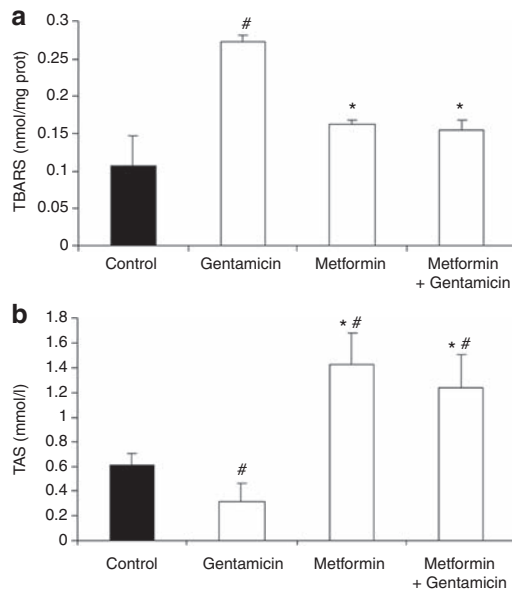 a
0.3
#
0.25
0.2
*
*
0.15
0.1
0.05
0
TBARS (nmol/mg prot)
Control
Gentamicin
Metformin
Metformin
+ Gentamicin
b
1.8
* #
1.6
* #
1.4
1.2
1
0.8
0.6
#
0.4
0.2
0
TAS (mmol/l)
Control
Gentamicin
Metformin
Metformin
+ Gentamicin